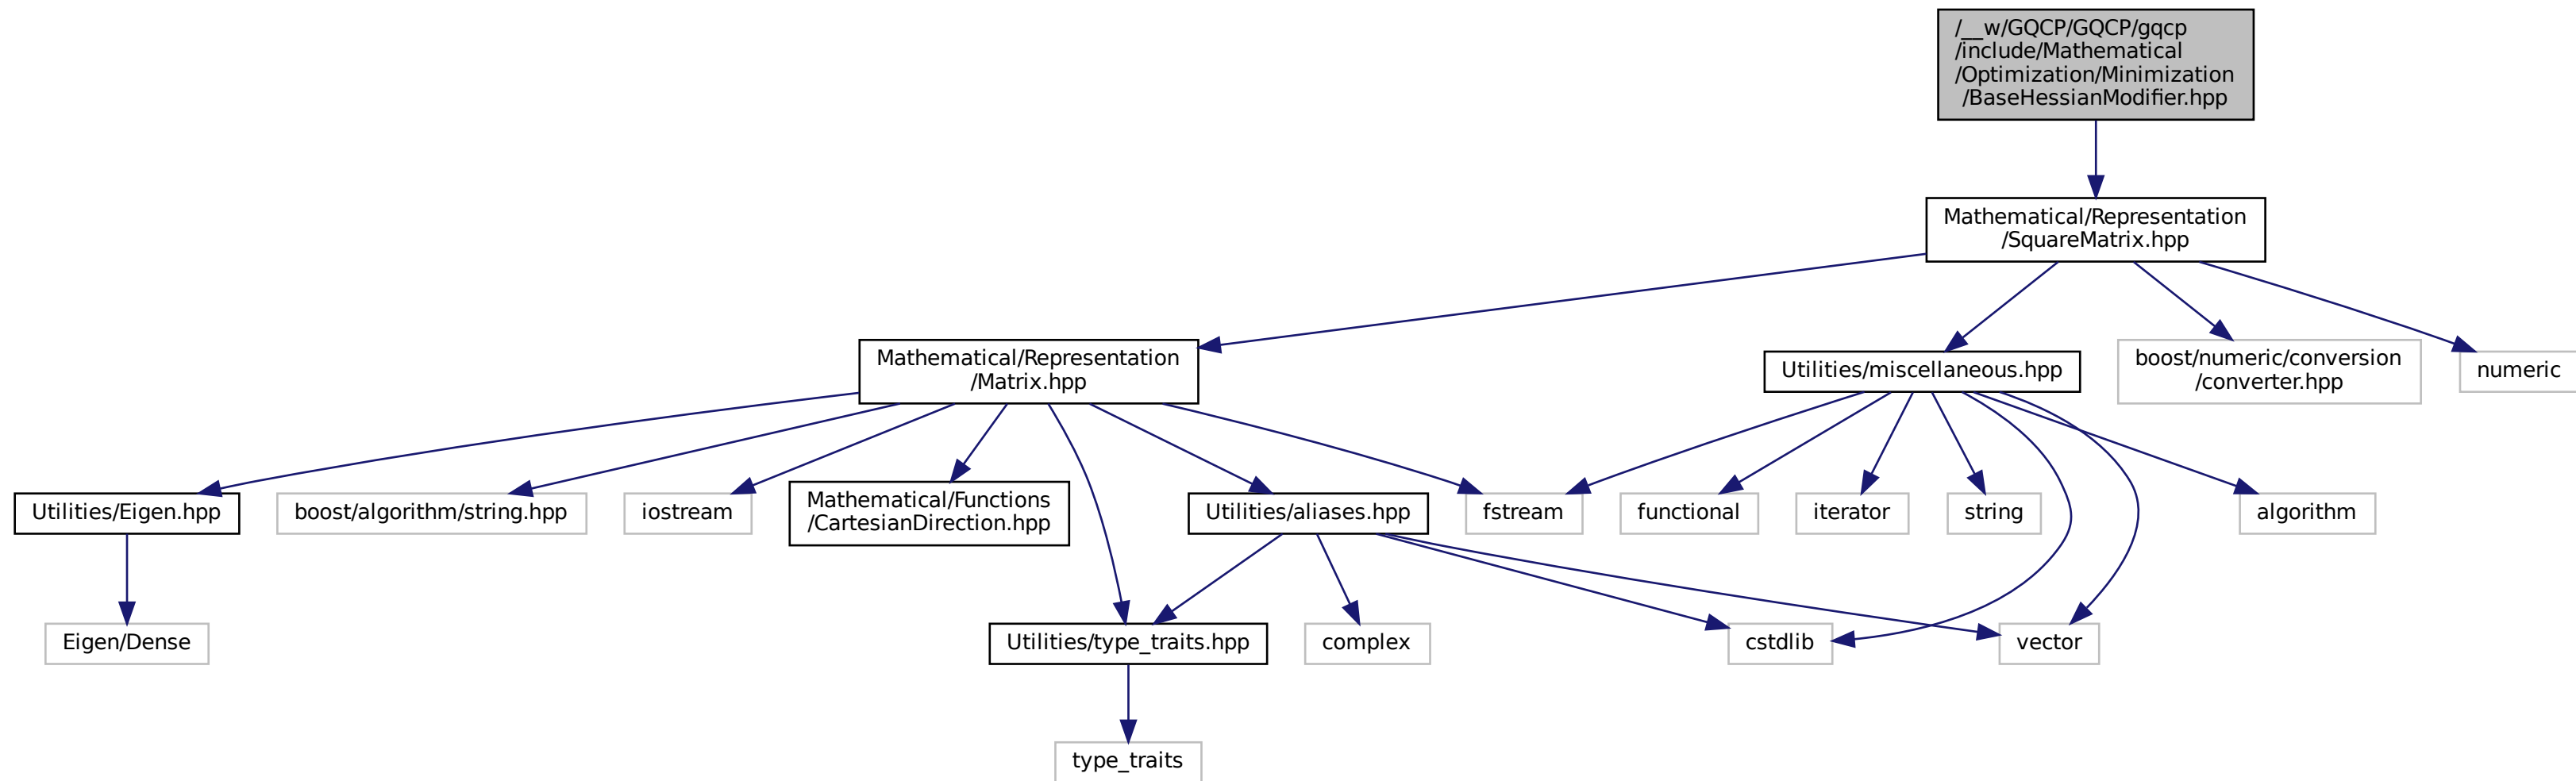 /__w/GQCP/GQCP/gqcp
/include/Mathematical
/Optimization/Minimization
/BaseHessianModifier.hpp
Mathematical/Representation
/SquareMatrix.hpp
Mathematical/Representation
/Matrix.hpp
Utilities/miscellaneous.hpp
boost/numeric/conversion
/converter.hpp
numeric
Utilities/Eigen.hpp
boost/algorithm/string.hpp
iostream
Mathematical/Functions
/CartesianDirection.hpp
Utilities/aliases.hpp
fstream
functional
iterator
string
algorithm
Eigen/Dense
Utilities/type_traits.hpp
complex
cstdlib
vector
type_traits